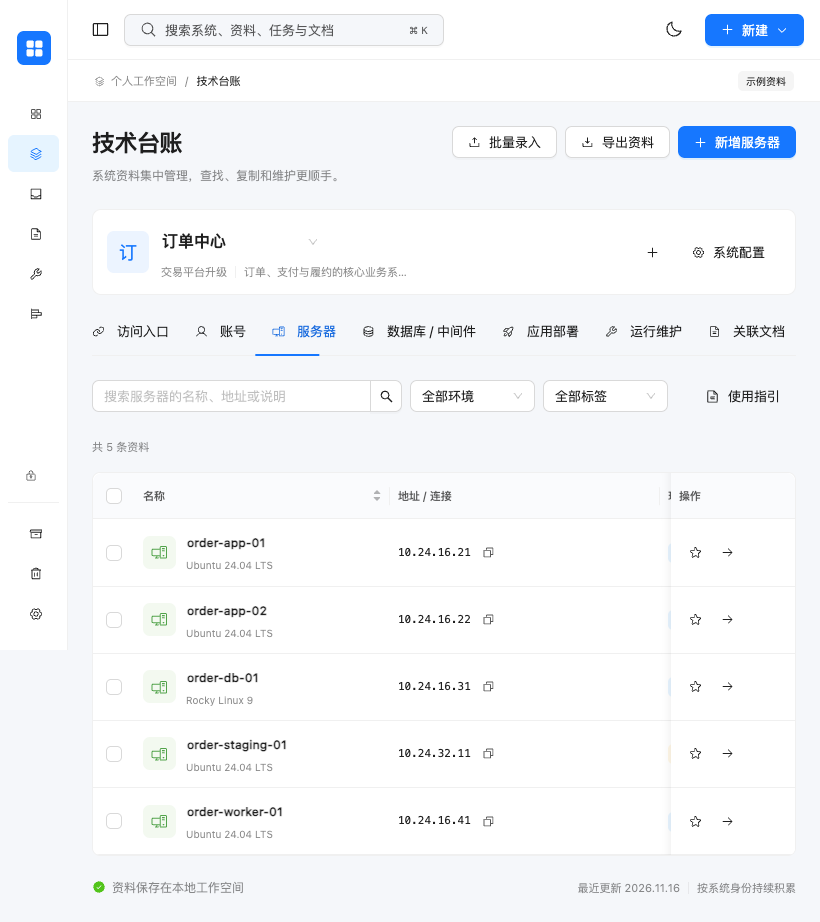 搜索系统、资料、任务与文档 ⌘ K
新建
个人工作空间 / 技术台账
示例资料
技术台账
批量录入
导出资料
新增服务器
系统资料集中管理，查找、复制和维护更顺手。
订
订单中心
交易平台升级
订单、支付与履约的核心业务系...
系统配置
访问入口
账号
服务器
数据库 / 中间件
应用部署
运行维护
关联文档
搜索服务器的名称、地址或说明
全部环境
全部标签
使用指引
共 5 条资料
名称
地址 / 连接
操作
order-app-01
Ubuntu 24.04 LTS
10.24.16.21
order-app-02
Ubuntu 24.04 LTS
10.24.16.22
order-db-01
Rocky Linux 9
10.24.16.31
order-staging-01
Ubuntu 24.04 LTS
10.24.32.11
order-worker-01
Ubuntu 24.04 LTS
10.24.16.41
资料保存在本地工作空间
最近更新 2026.11.16
按系统身份持续积累